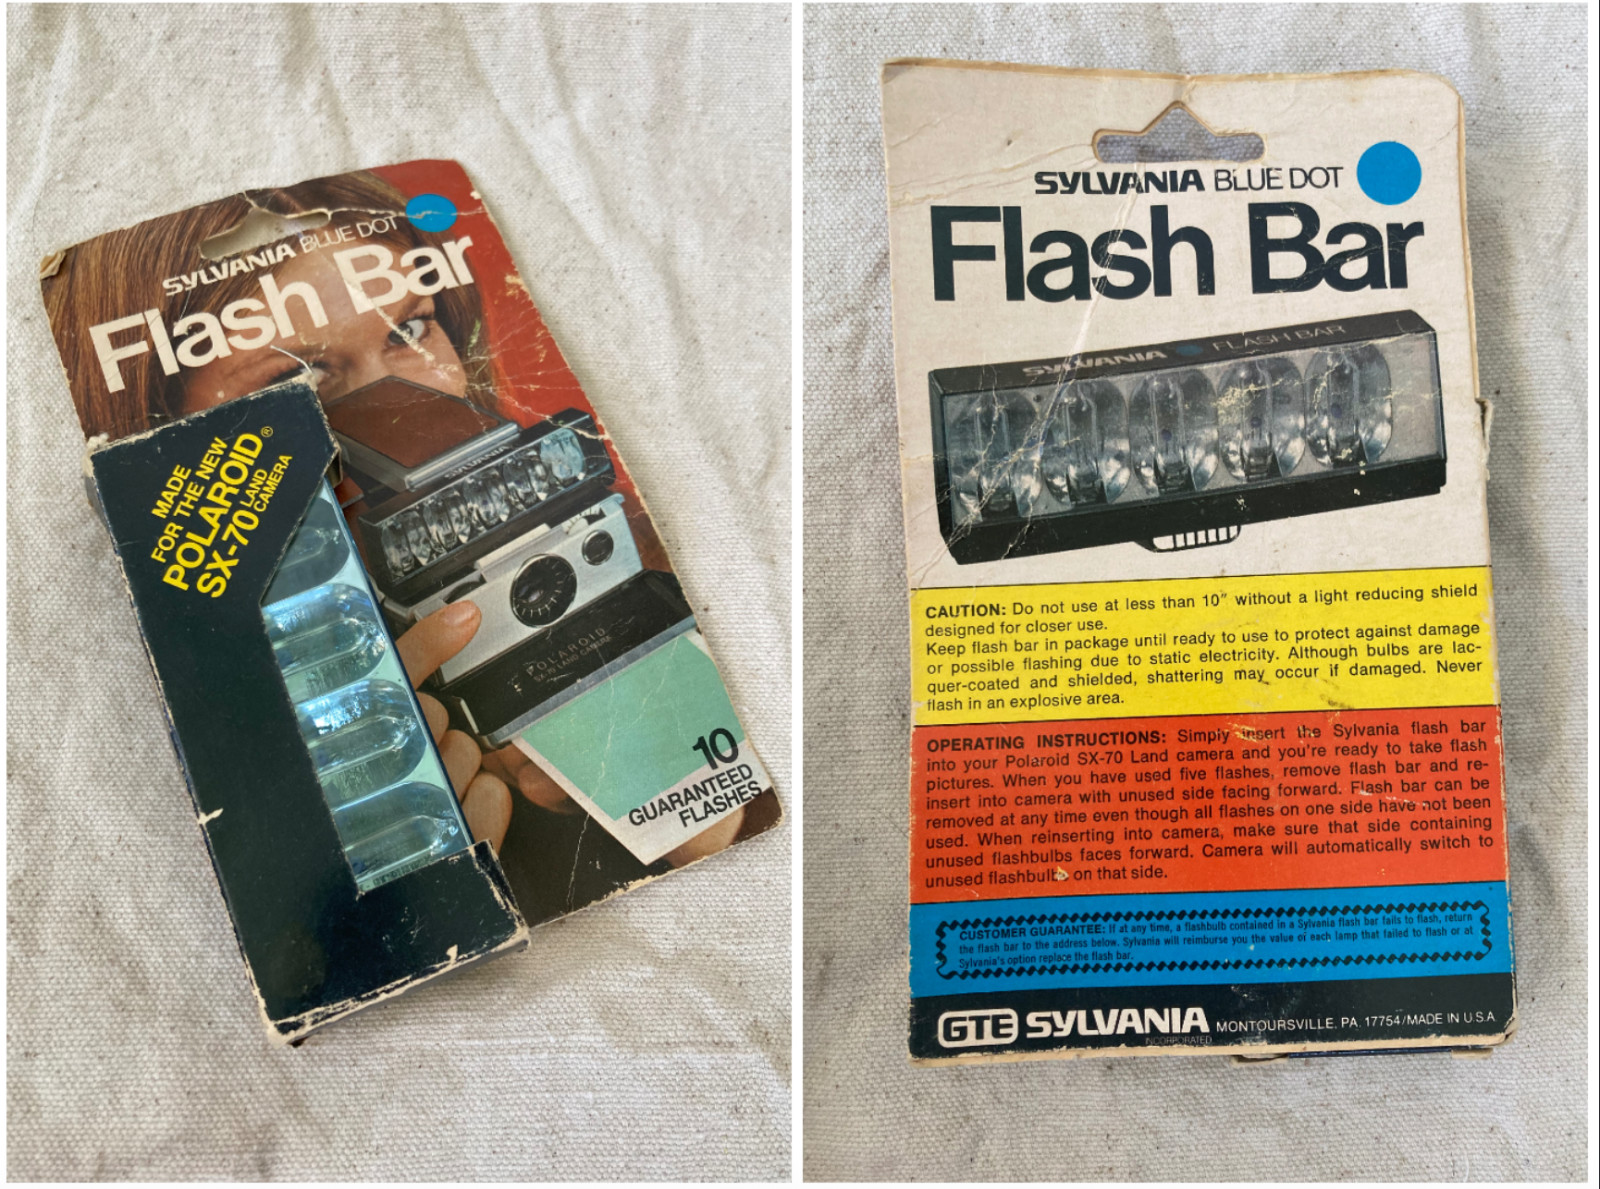 SYLVANIA BLUE DOT
Flash Bar
MADE
FOR THE NEW
POLAROID®
SX-70 LAND
CAMERA
SYLVANIA
POLAROID
SX-70 LAND CAMERA
10
GUARANTEED
FLASHES
SYLVANIA BLUE DOT
Flash Bar
SYLVANIA FLASH BAR
CAUTION: Do not use at less than 10" without a light reducing shield
designed for closer use.
Keep flash bar in package until ready to use to protect against damage
or possible flashing due to static electricity. Although bulbs are lac-
quer-coated and shielded, shattering may occur if damaged. Never
flash in an explosive area.
OPERATING INSTRUCTIONS: Simply insert the Sylvania flash bar
into your Polaroid SX-70 Land camera and you're ready to take flash
pictures. When you have used five flashes, remove flash bar and re-
insert into camera with unused side facing forward. Flash bar can be
removed at any time even though all flashes on one side have not been
used. When reinserting into camera, make sure that side containing
unused flashbulbs faces forward. Camera will automatically switch to
unused flashbulbs on that side.
CUSTOMER GUARANTEE: If at any time, a flashbulb contained in a Sylvania flash bar fails to flash, return
the flash bar to the address below. Sylvania will reimburse you the value of each lamp that failed to flash or at
Sylvania's option replace the flash bar.
GTE SYLVANIA MONTOURSVILLE, PA. 17754/MADE IN U.S.A
INCORPORATED